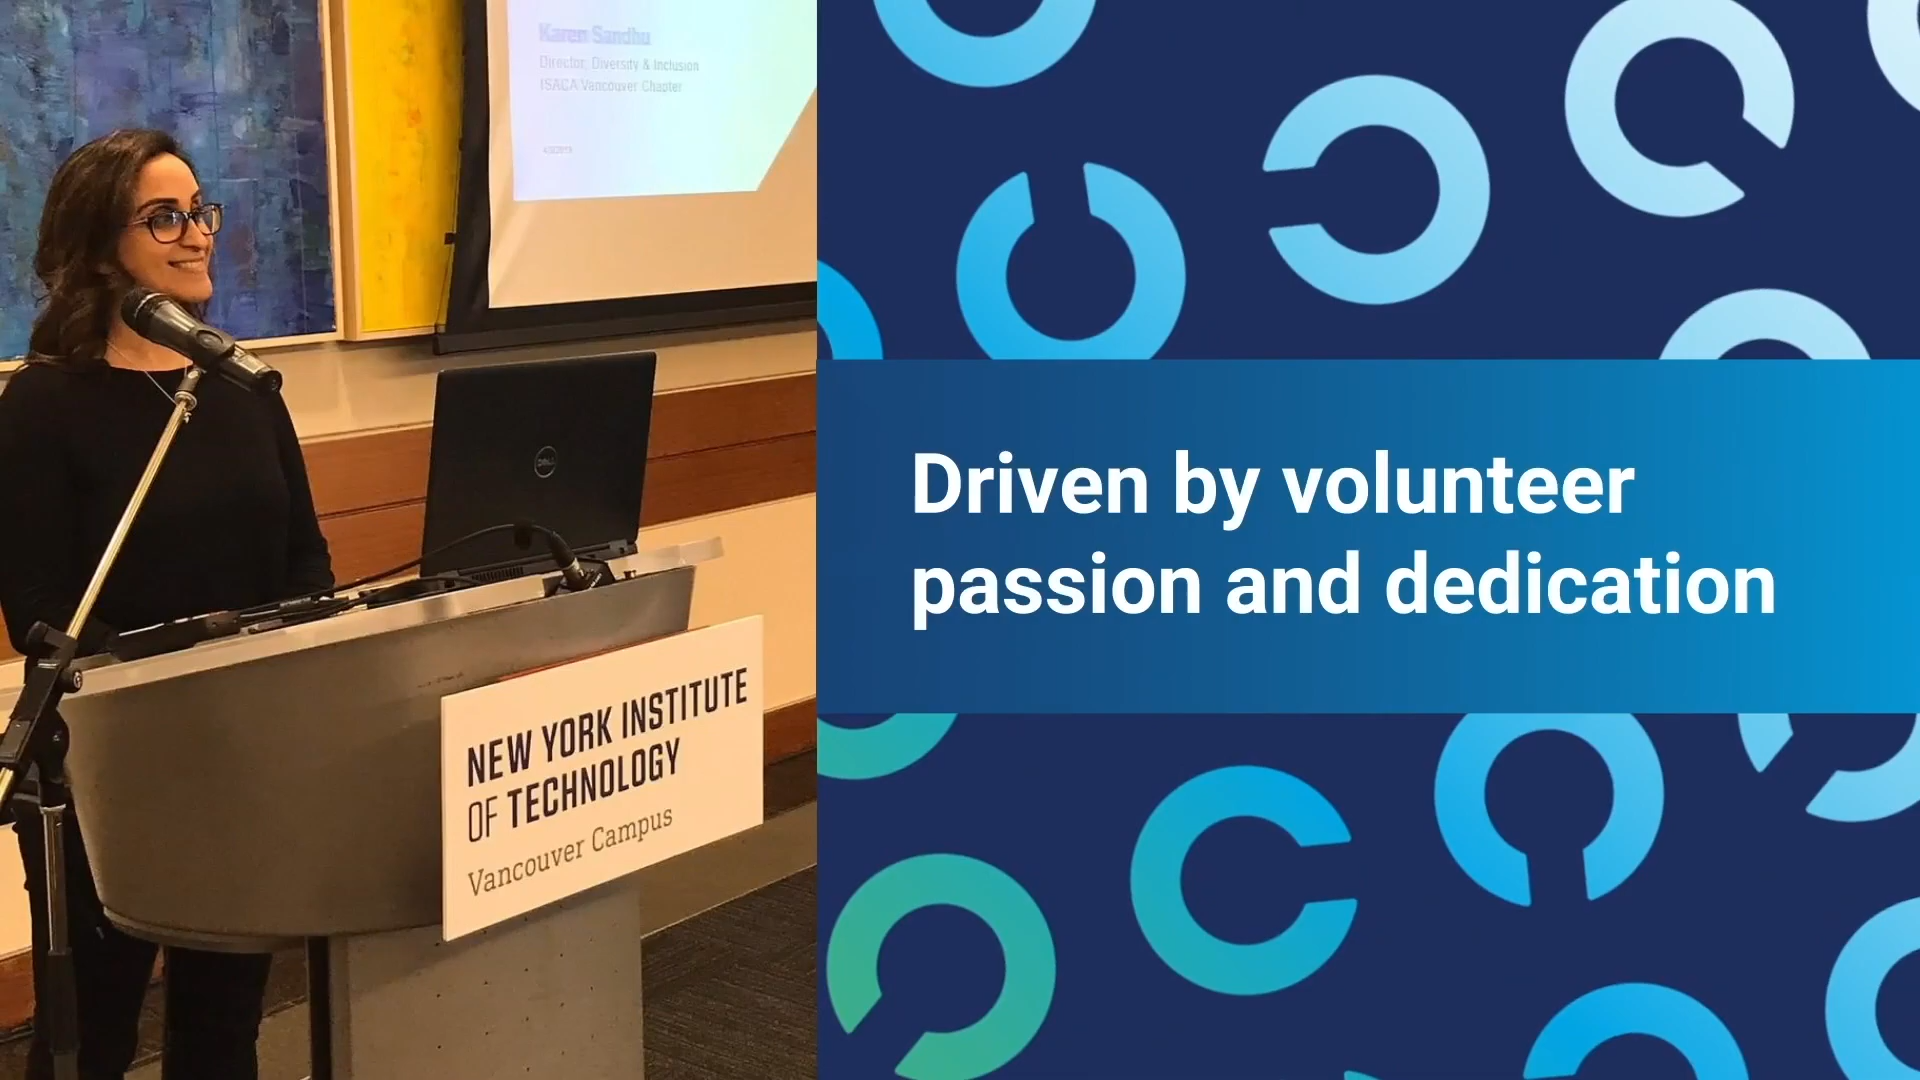 Karen Sandhu
Director, Diversity & Inclusion
ISACA Vancouver Chapter
DELL
NEW YORK INSTITUTE
OF TECHNOLOGY
Vancouver Campus
Driven by volunteer
passion and dedication